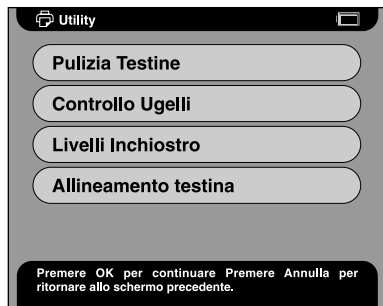 Utility
Pulizia Testine
Controllo Ugelli
Livelli Inchiostro
Allineamento testina
Premere OK per continuare Premere Annulla per
ritornare allo schermo precedente.